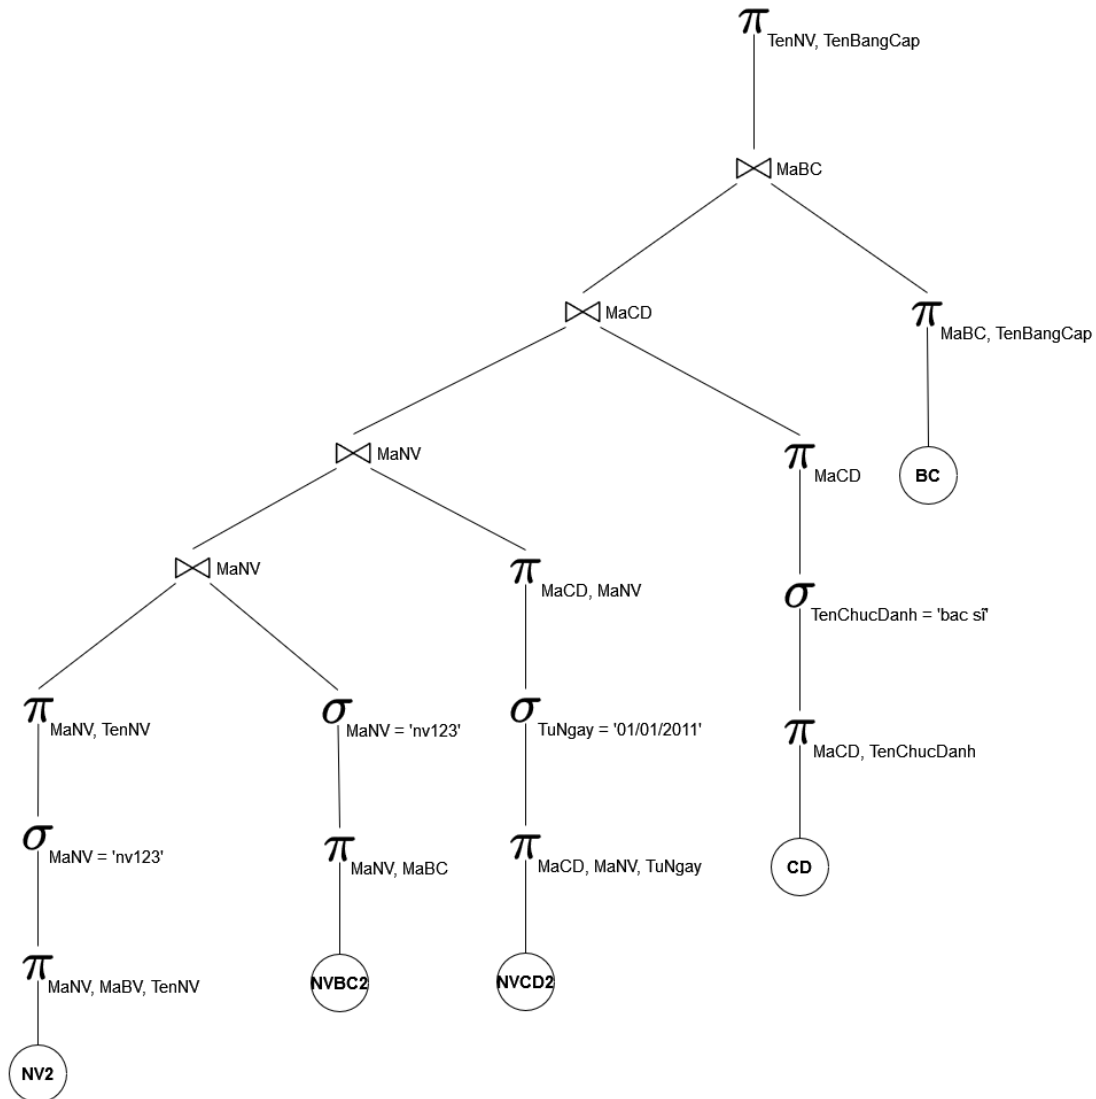 π TenNV, TenBangCap
⋈ MaBC
⋈ MaCD
π MaBC, TenBangCap
⋈ MaNV
π MaCD
BC
⋈ MaNV
π MaCD, MaNV
σ TenChucDanh = 'bac sĩ'
π MaNV, TenNV
σ MaNV = 'nv123'
σ TuNgay = '01/01/2011'
π MaCD, TenChucDanh
σ MaNV = 'nv123'
π MaNV, MaBC
π MaCD, MaNV, TuNgay
CD
π MaNV, MaBV, TenNV
NVBC2
NVCD2
NV2